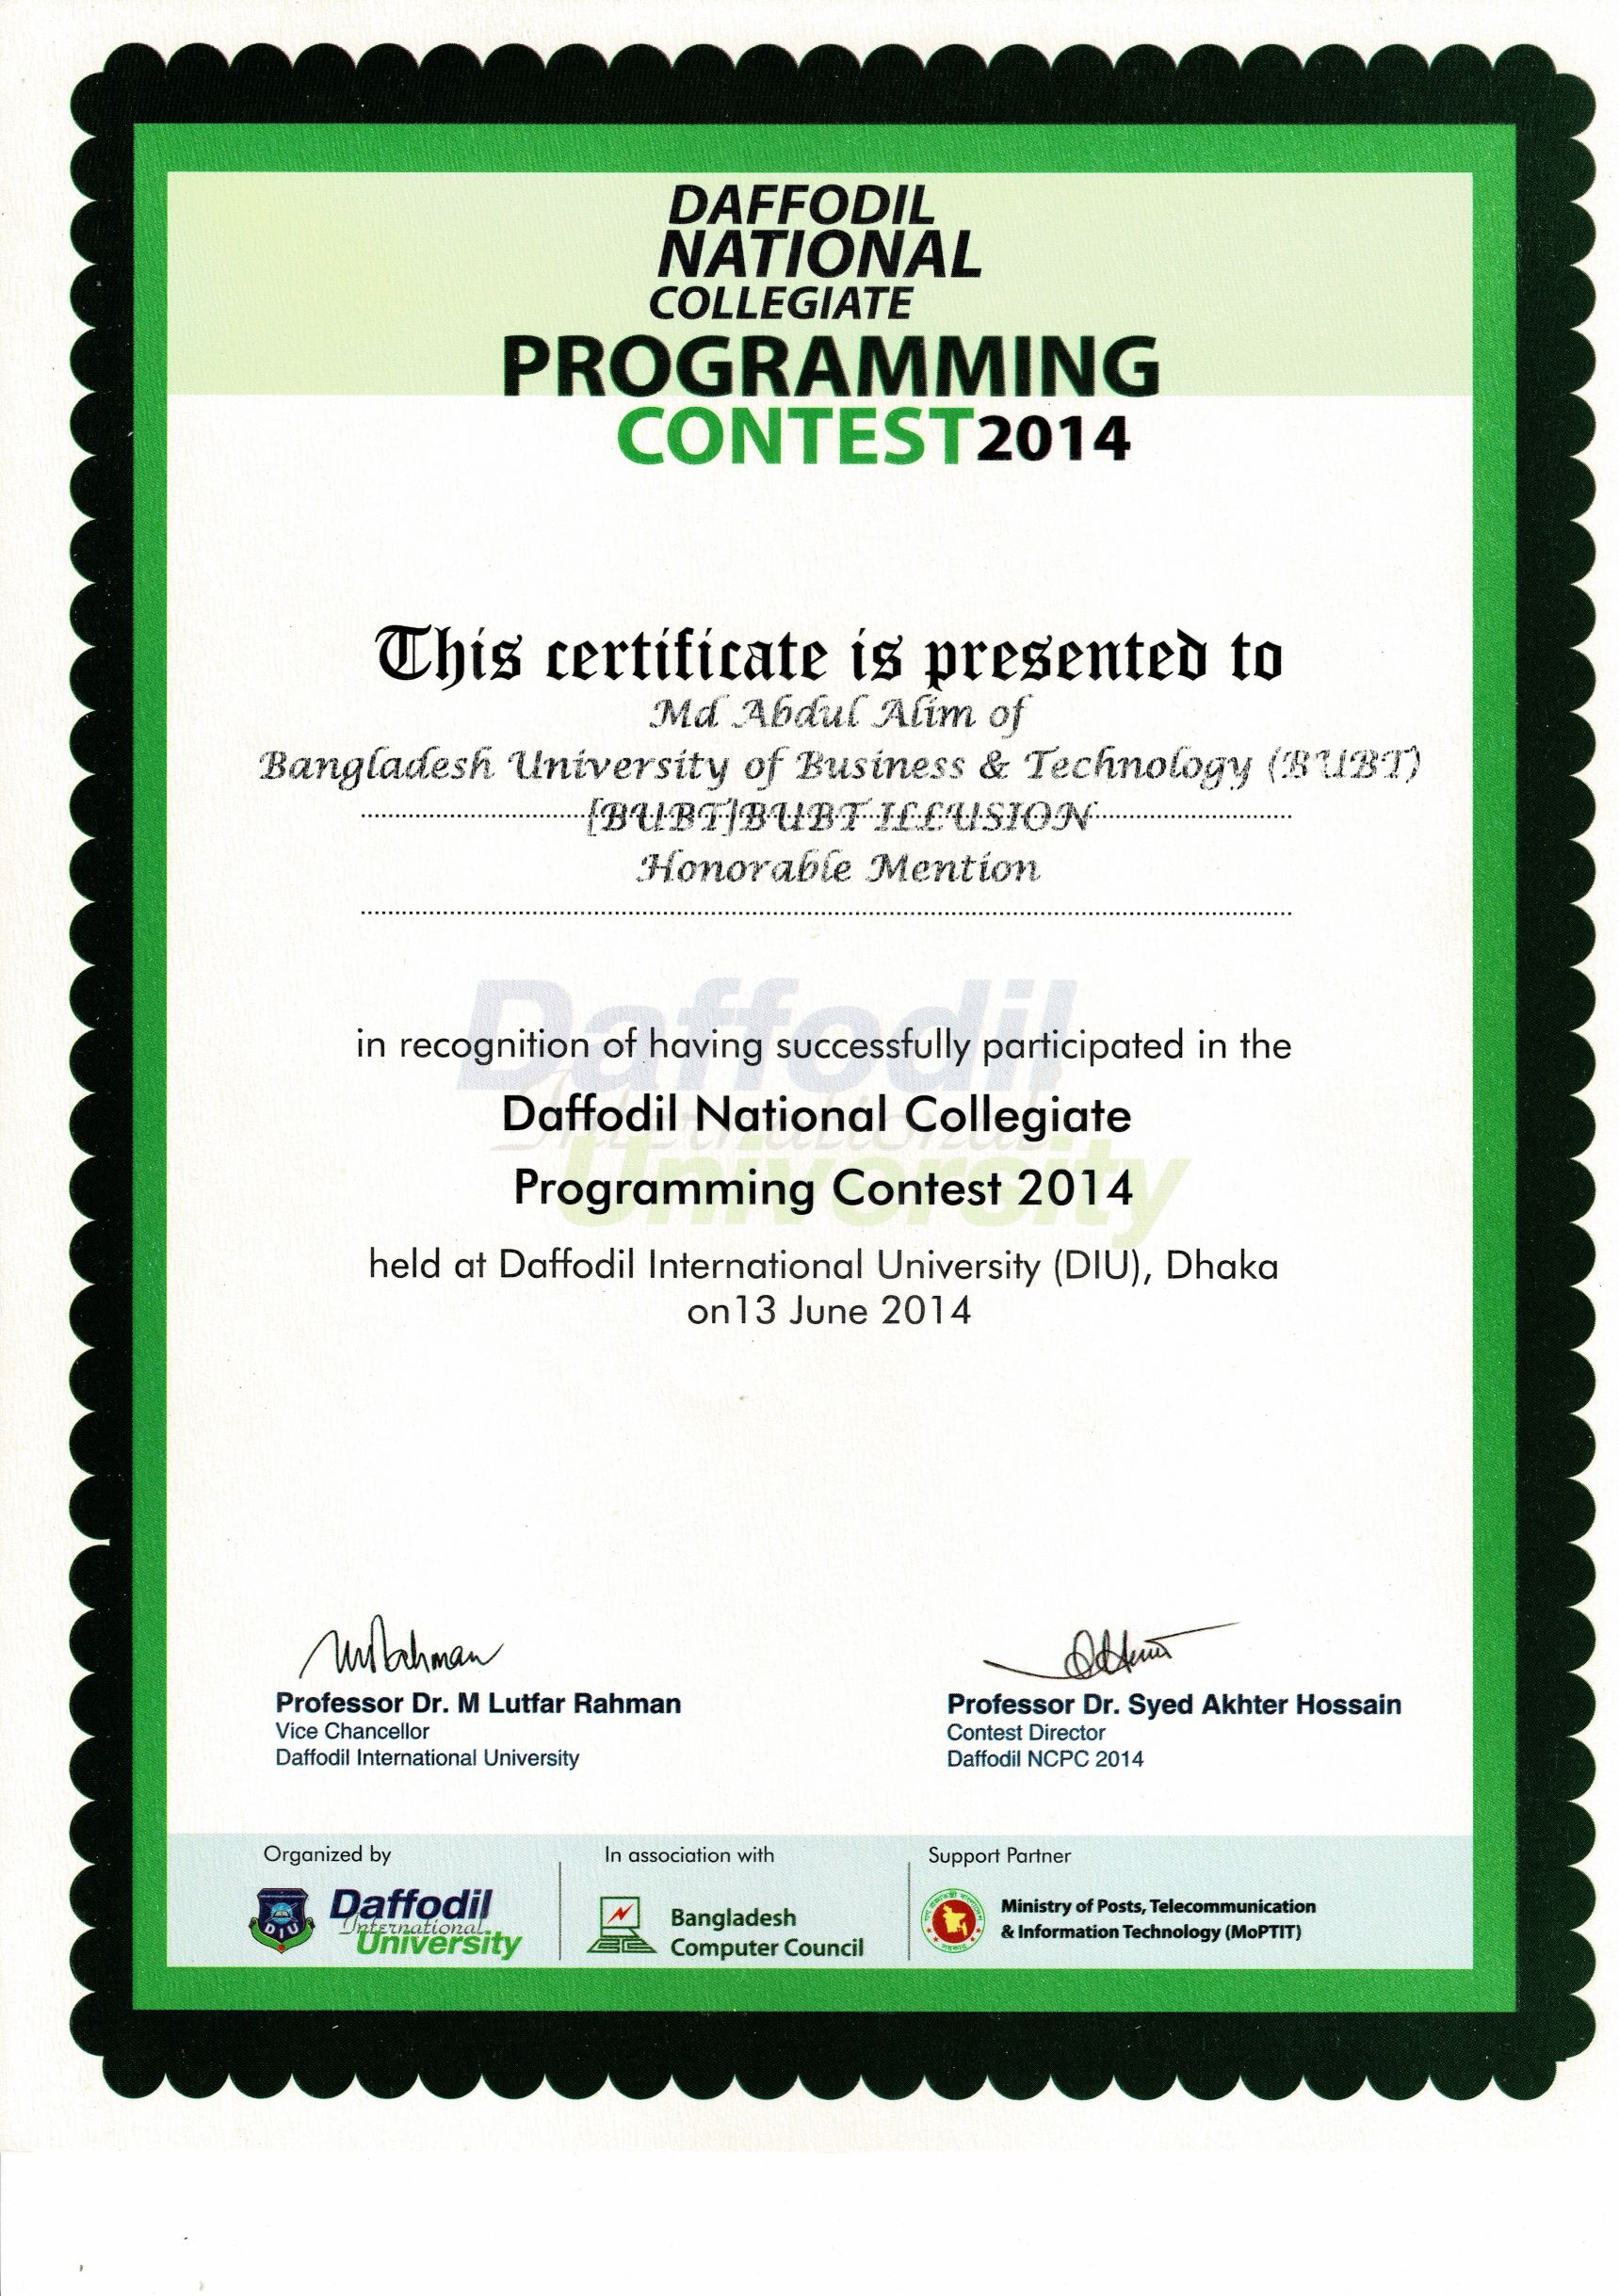 DAFFODIL
NATIONAL
COLLEGIATE
PROGRAMMING
CONTEST2014
This certificate is presented to
Md Abdul Alim of
Bangladesh University of Business & Technology (BUBT)
[BUBT]BUBT ILLUSION
Honorable Mention
Daffodil
International
University
in recognition of having successfully participated in the
Daffodil National Collegiate
Programming Contest 2014
held at Daffodil International University (DIU), Dhaka
on13 June 2014
Professor Dr. M Lutfar Rahman
Vice Chancellor
Daffodil International University
Professor Dr. Syed Akhter Hossain
Contest Director
Daffodil NCPC 2014
Organized by
DIU
Daffodil
International
University
In association with
Bangladesh
Computer Council
Support Partner
Ministry of Posts, Telecommunication
& Information Technology (MoPTIT)